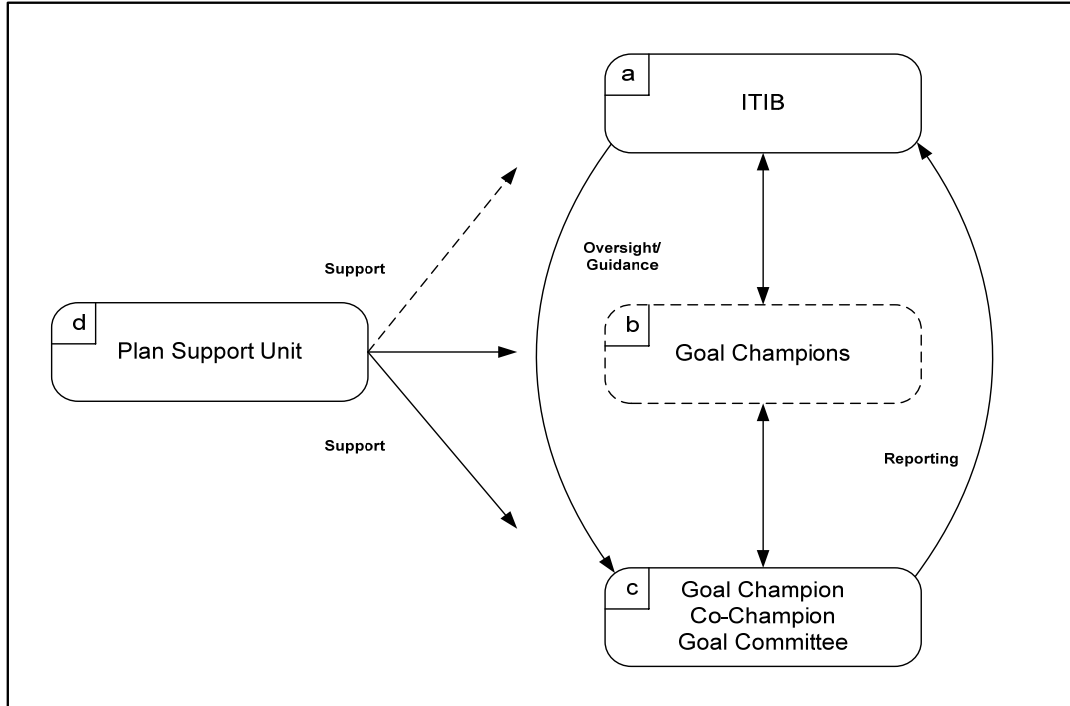 a
ITIB
Oversight/
Guidance
Support
d
Plan Support Unit
b
Goal Champions
Support
Reporting
c
Goal Champion
Co-Champion
Goal Committee